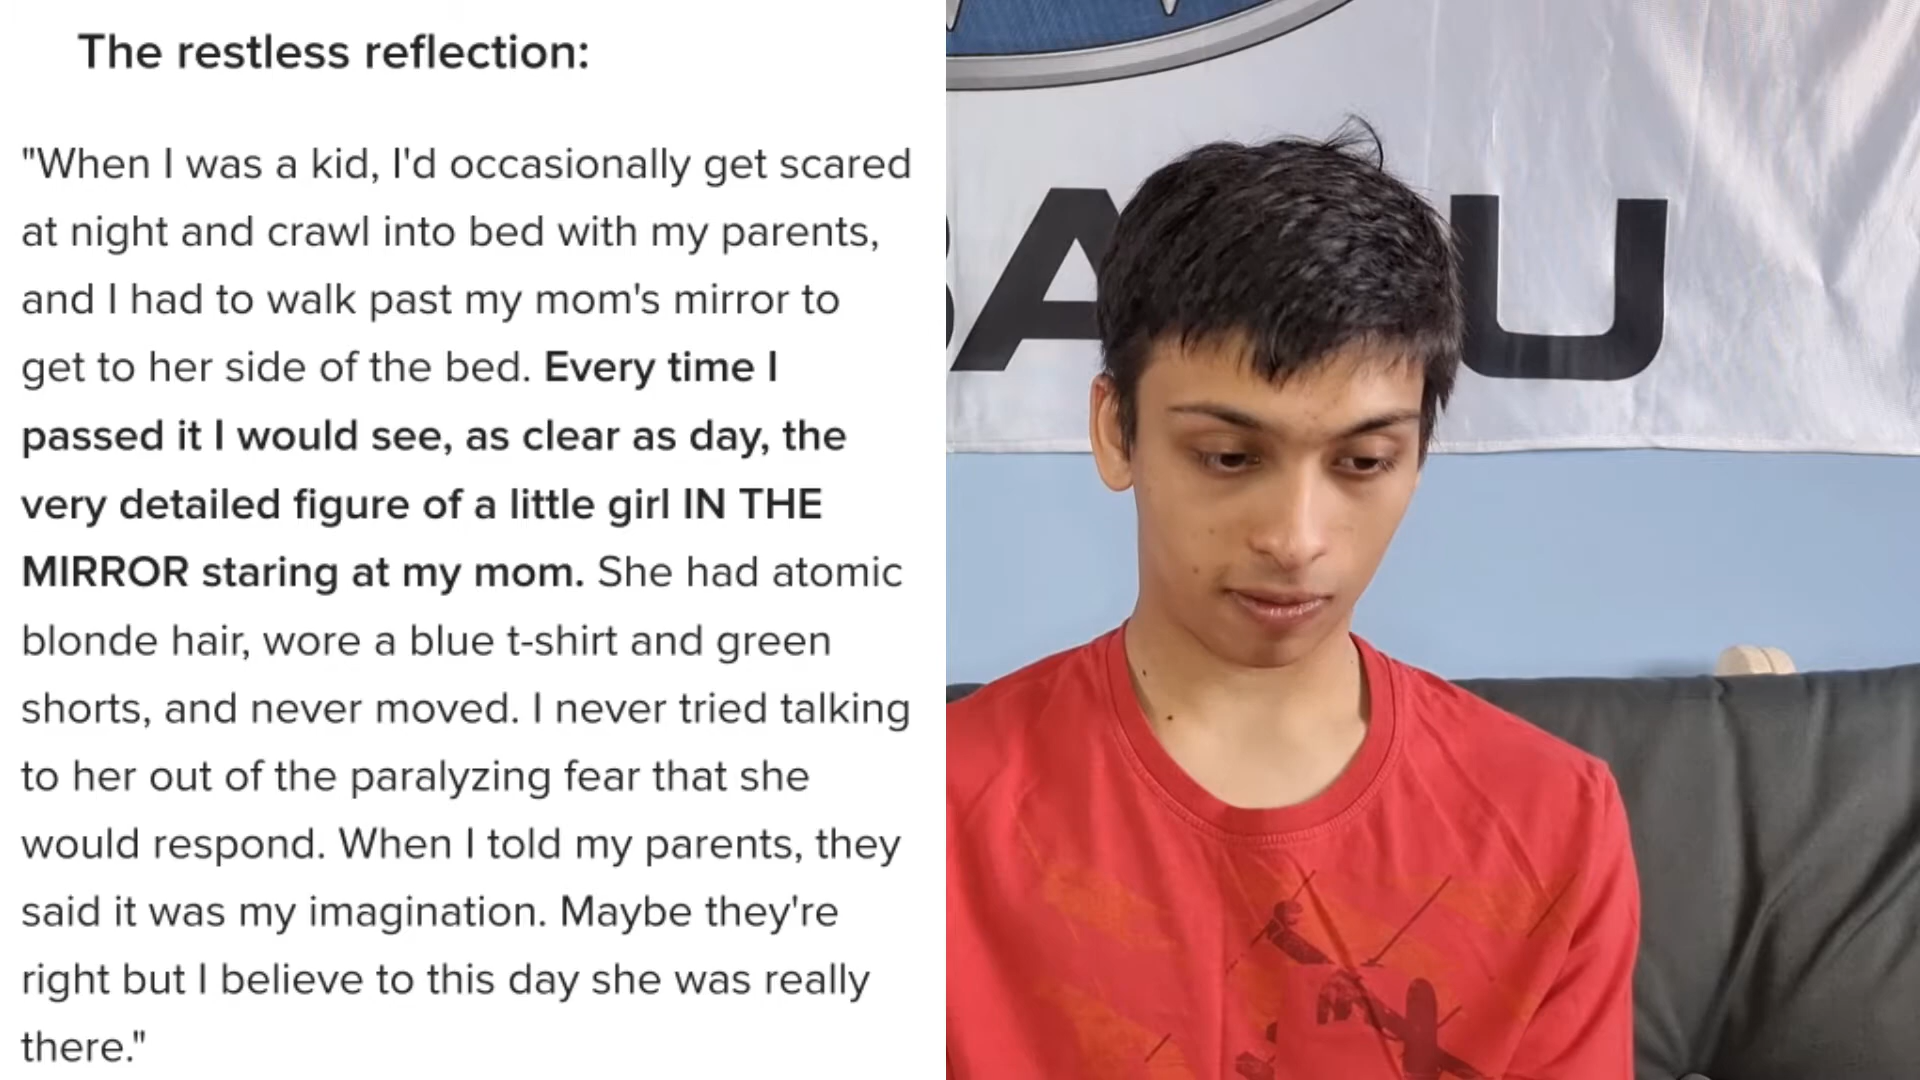 The restless reflection:
"When I was a kid, I'd occasionally get scared
at night and crawl into bed with my parents,
and I had to walk past my mom's mirror to
get to her side of the bed. Every time I
passed it I would see, as clear as day, the
very detailed figure of a little girl IN THE
MIRROR staring at my mom. She had atomic
blonde hair, wore a blue t-shirt and green
shorts, and never moved. I never tried talking
to her out of the paralyzing fear that she
would respond. When I told my parents, they
said it was my imagination. Maybe they're
right but I believe to this day she was really
there."
BA U